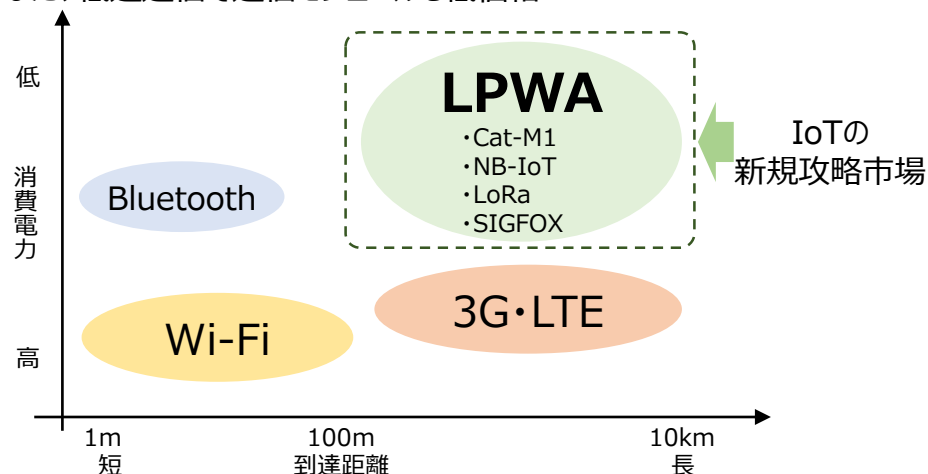 低
LPWA
・Cat-M1
・NB-IoT
・LoRa
・SIGFOX
IoTの
新規攻略市場
消費電力
Bluetooth
3G・LTE
Wi-Fi
高
1m
100m
10km
短
到達距離
長